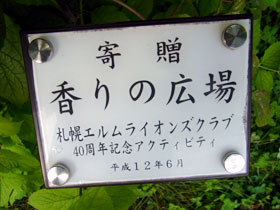 寄贈
香りの広場
札幌エルムライオンズクラブ
40周年記念アクティビティ
平成12年6月